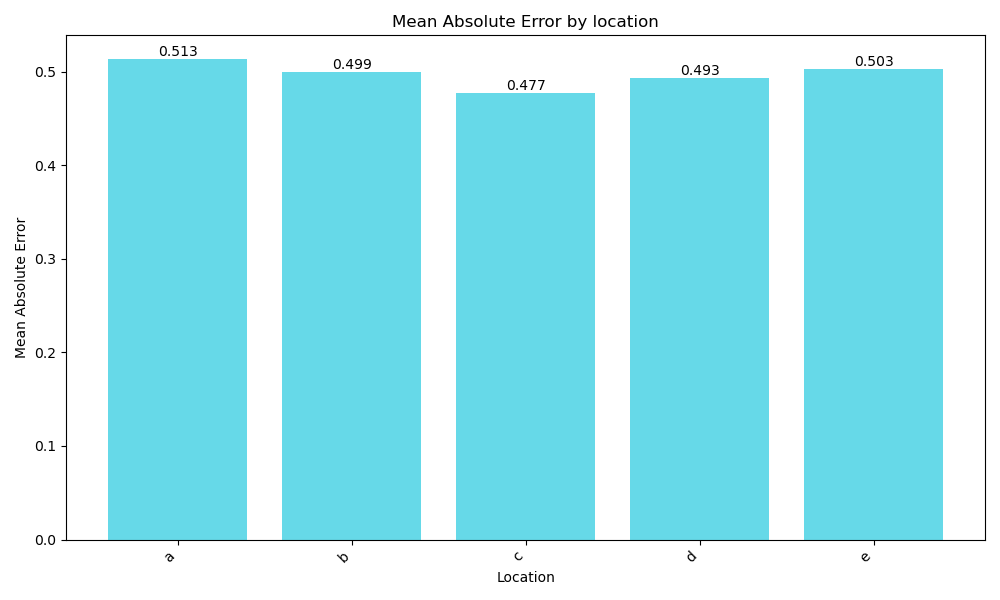 Mean Absolute Error by location
0.513
0.499
0.477
0.493
0.503
Mean Absolute Error
0.5
0.4
0.3
0.2
0.1
0.0
a
b
c
d
e
Location